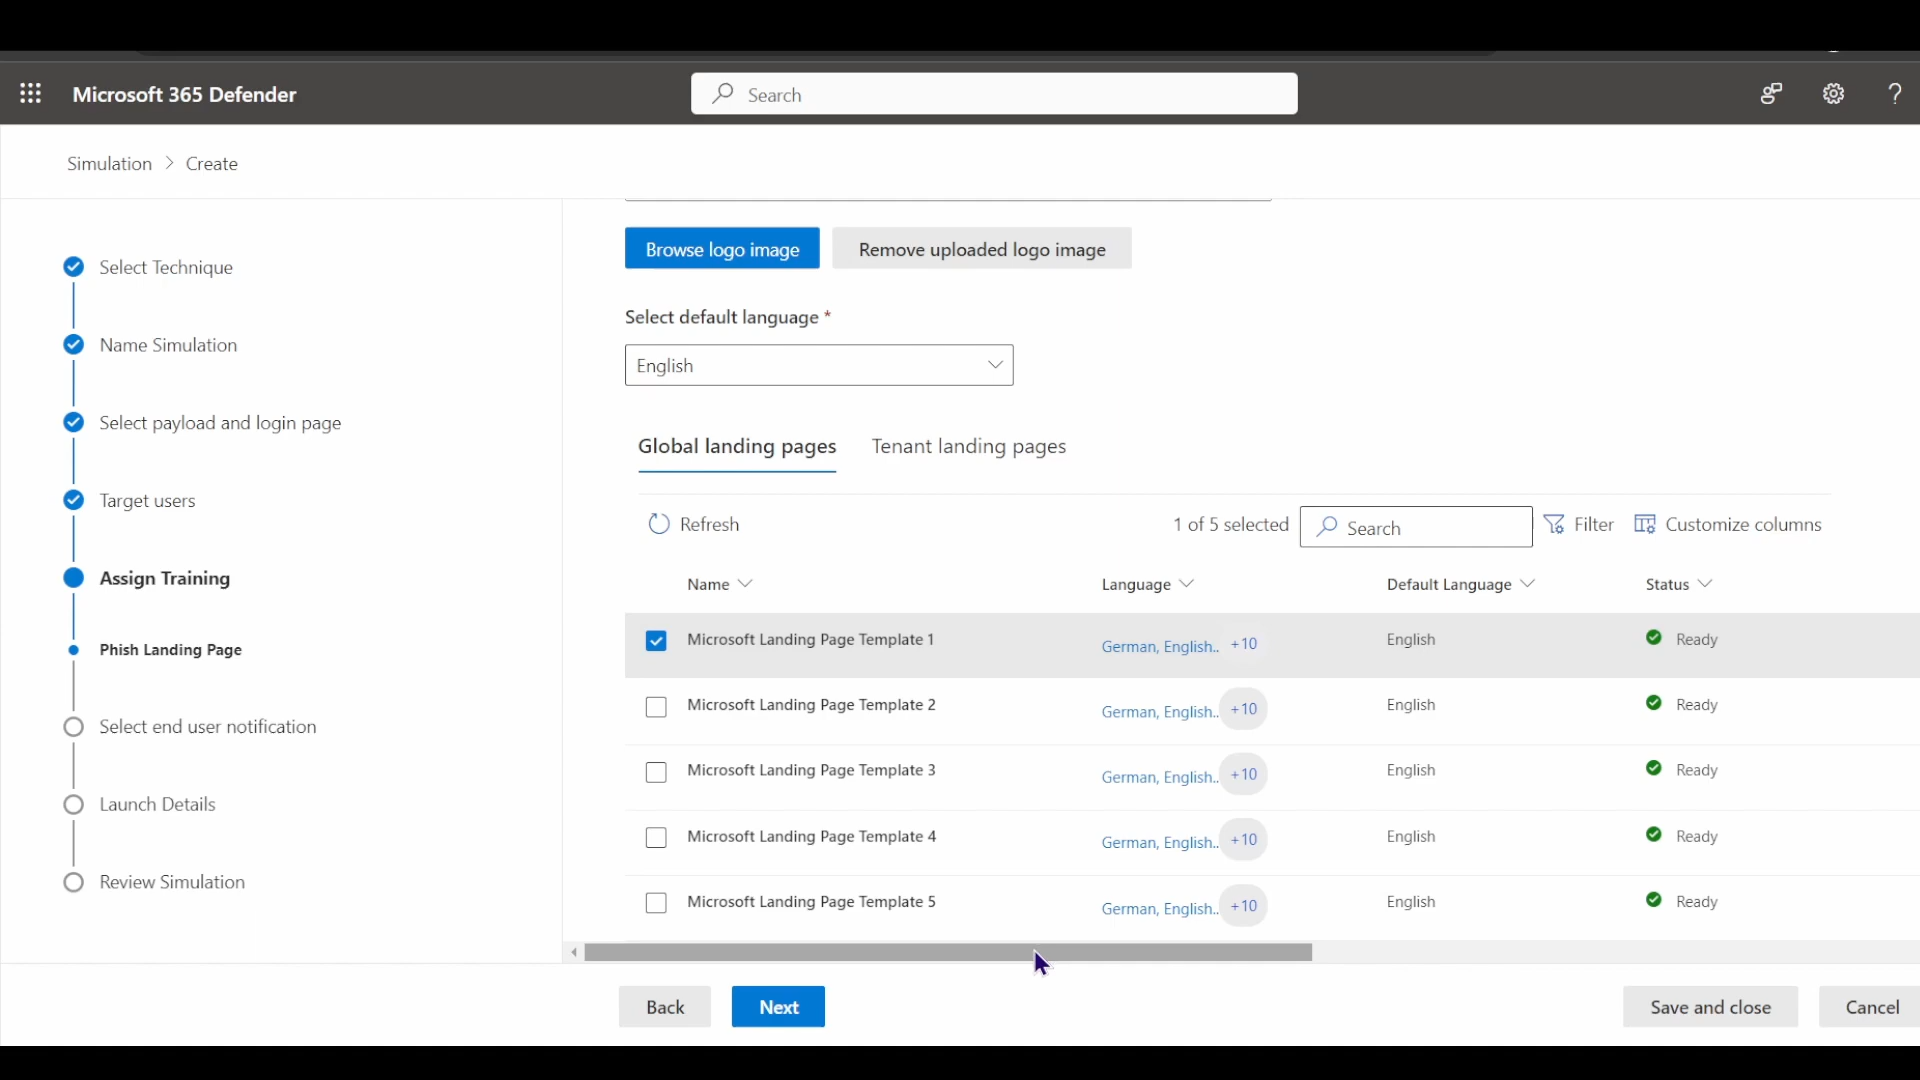 Microsoft 365 Defender
Search
Simulation > Create
Select Technique
Name Simulation
Select payload and login page
Target users
Assign Training
Phish Landing Page
Select end user notification
Launch Details
Review Simulation
Browse logo image
Remove uploaded logo image
Select default language *
English
Global landing pages
Tenant landing pages
Refresh
1 of 5 selected
Search
Filter
Customize columns
Name Language Default Language Status
Microsoft Landing Page Template 1 German, English.. +10 English Ready
Microsoft Landing Page Template 2 German, English.. +10 English Ready
Microsoft Landing Page Template 3 German, English.. +10 English Ready
Microsoft Landing Page Template 4 German, English.. +10 English Ready
Microsoft Landing Page Template 5 German, English.. +10 English Ready
Back
Next
Save and close
Cancel